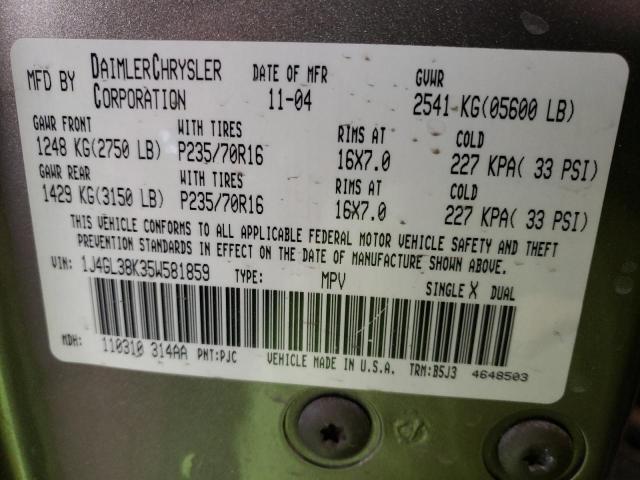 MFD BY DAIMLERCHRYSLER CORPORATION DATE OF MFR 11-04 GVWR 2541 KG(05600 LB)
GAWR FRONT WITH TIRES RIMS AT COLD
1248 KG(2750 LB) P235/70R16 16X7.0 227 KPA( 33 PSI)
GAWR REAR WITH TIRES RIMS AT COLD
1429 KG(3150 LB) P235/70R16 16X7.0 227 KPA( 33 PSI)
THIS VEHICLE CONFORMS TO ALL APPLICABLE FEDERAL MOTOR VEHICLE SAFETY AND THEFT
PREVENTION STANDARDS IN EFFECT ON THE DATE OF MANUFACTURE SHOWN ABOVE.
VIN: 1J4GL38K35W581859 TYPE: MPV SINGLE X DUAL
MDH: 110310 314AA PNT:PJC VEHICLE MADE IN U.S.A. TRM:B5J3 4648503